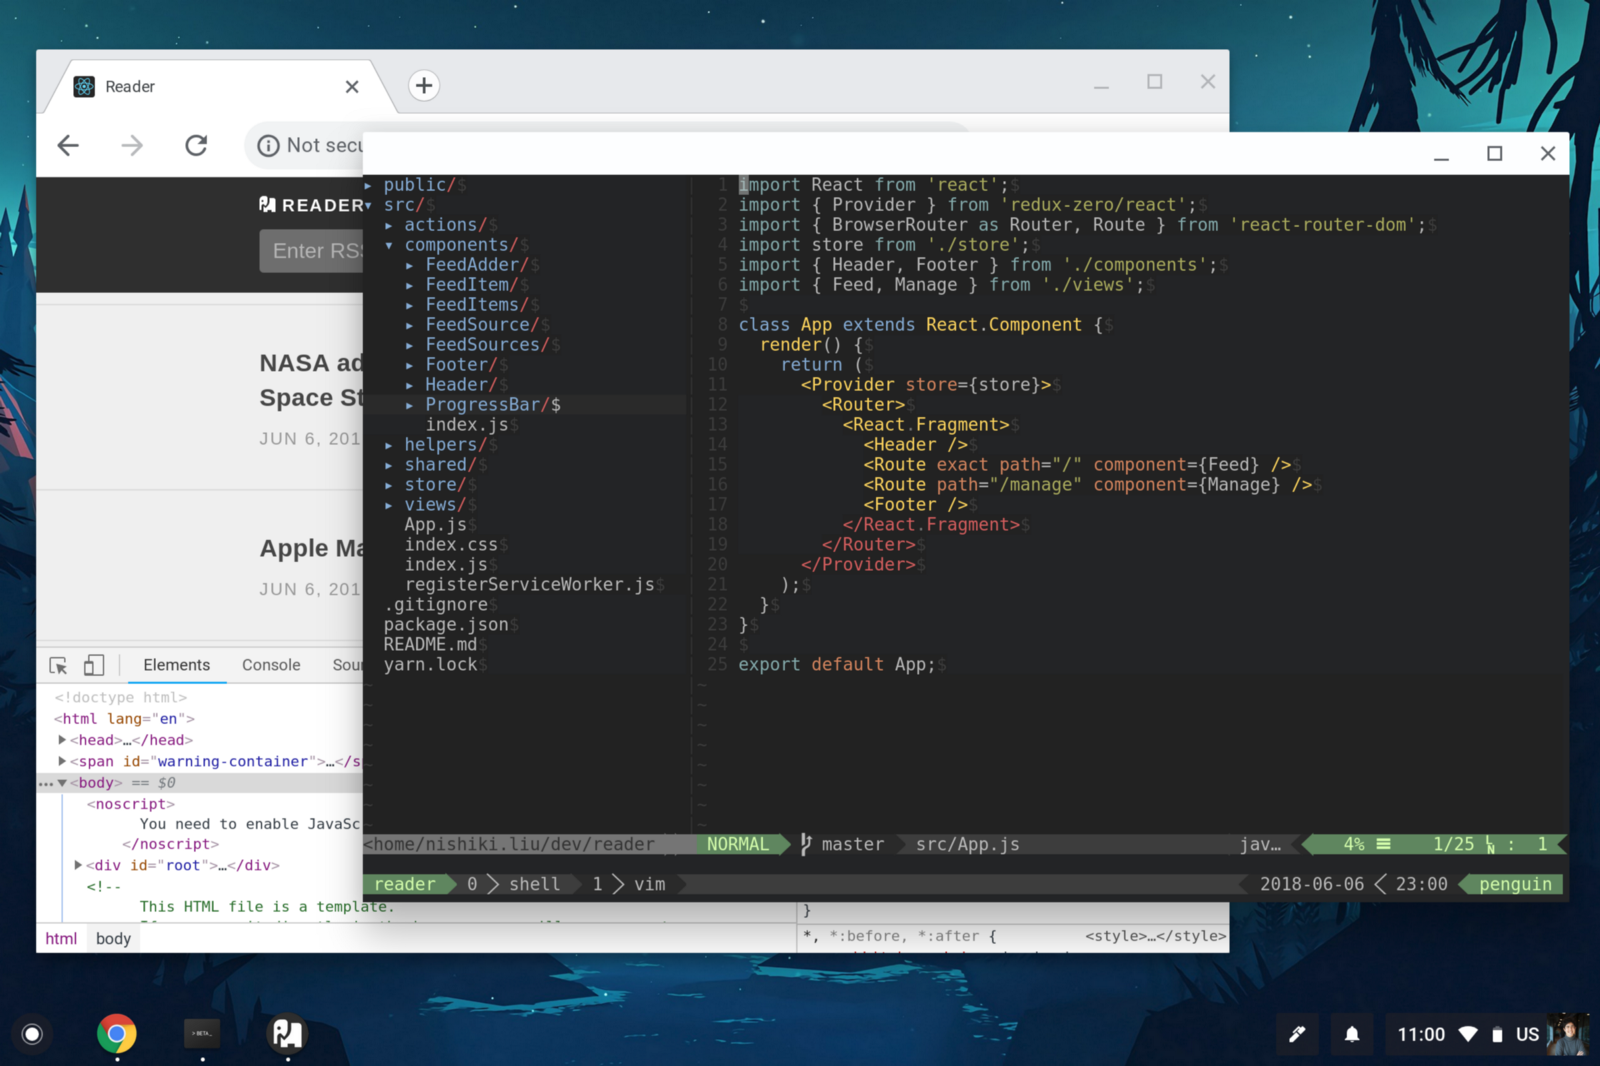 Reader
Not secu
READER
Enter RS
NASA ad
Space St
JUN 6, 201
Apple Ma
JUN 6, 201
Elements Console Sou
<!doctype html>
<html lang="en">
▶<head>…</head>
▶<span id="warning-container">…</s
…▼<body> == $0
<noscript>
You need to enable JavaSc
</noscript>
▶<div id="root">…</div>
<!--
This HTML file is a template.
html body
}
*, *:before, *:after { <style>…</style>
▸ public/$
▾ src/$
▸ actions/$
▾ components/$
▸ FeedAdder/$
▸ FeedItem/$
▸ FeedItems/$
▸ FeedSource/$
▸ FeedSources/$
▸ Footer/$
▸ Header/$
▸ ProgressBar/$
index.js$
▸ helpers/$
▸ shared/$
▸ store/$
▸ views/$
App.js$
index.css$
index.js$
registerServiceWorker.js$
.gitignore$
package.json$
README.md$
yarn.lock$
1 import React from 'react';$
2 import { Provider } from 'redux-zero/react';$
3 import { BrowserRouter as Router, Route } from 'react-router-dom';$
4 import store from './store';$
5 import { Header, Footer } from './components';$
6 import { Feed, Manage } from './views';$
7 $
8 class App extends React.Component {$
9 render() {$
10 return ($
11 <Provider store={store}>$
12 <Router>$
13 <React.Fragment>$
14 <Header />$
15 <Route exact path="/" component={Feed} />$
16 <Route path="/manage" component={Manage} />$
17 <Footer />$
18 </React.Fragment>$
19 </Router>$
20 </Provider>$
21 );$
22 }$
23 }$
24 $
25 export default App;$
<home/nishiki.liu/dev/reader NORMAL master src/App.js jav… 4% ≡ 1/25 LN : 1
reader 0 > shell 1 > vim 2018-06-06 < 23:00 penguin
>BETA_
11:00 US